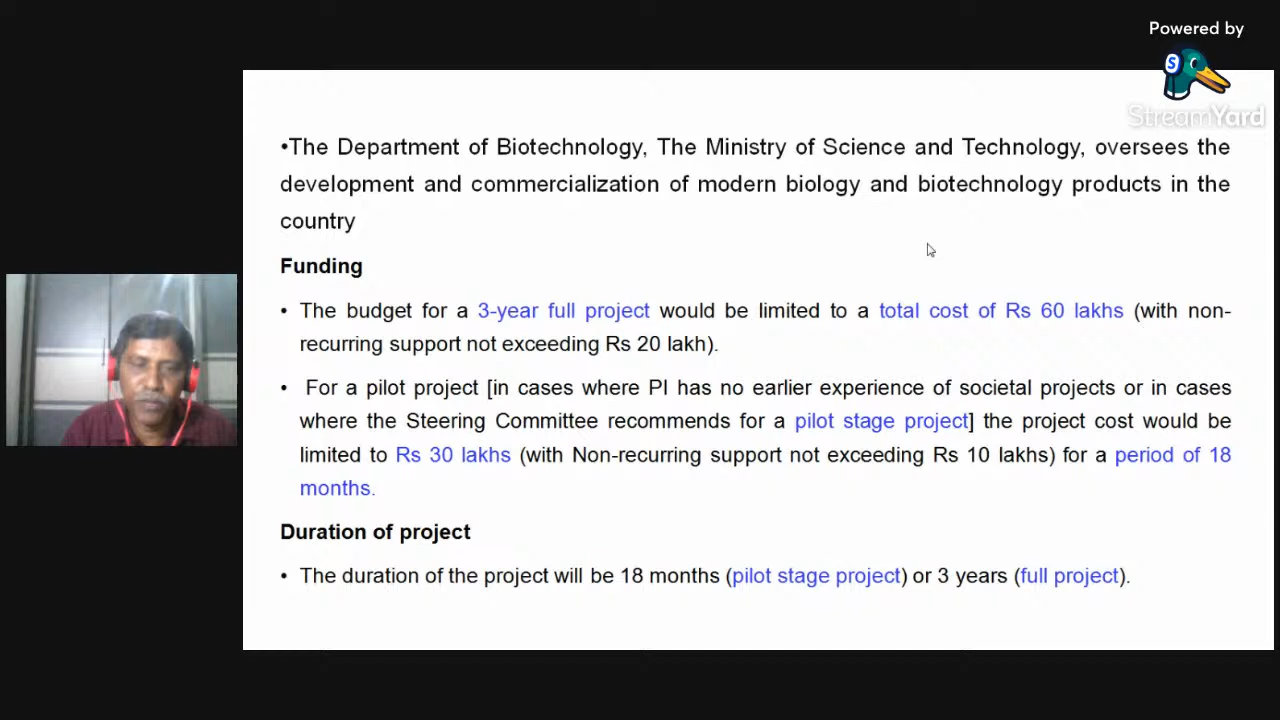 Powered by
S
StreamYard
•The Department of Biotechnology, The Ministry of Science and Technology, oversees the
development and commercialization of modern biology and biotechnology products in the
country
Funding
• The budget for a 3-year full project would be limited to a total cost of Rs 60 lakhs (with non-
recurring support not exceeding Rs 20 lakh).
• For a pilot project [in cases where PI has no earlier experience of societal projects or in cases
where the Steering Committee recommends for a pilot stage project] the project cost would be
limited to Rs 30 lakhs (with Non-recurring support not exceeding Rs 10 lakhs) for a period of 18
months.
Duration of project
• The duration of the project will be 18 months (pilot stage project) or 3 years (full project).